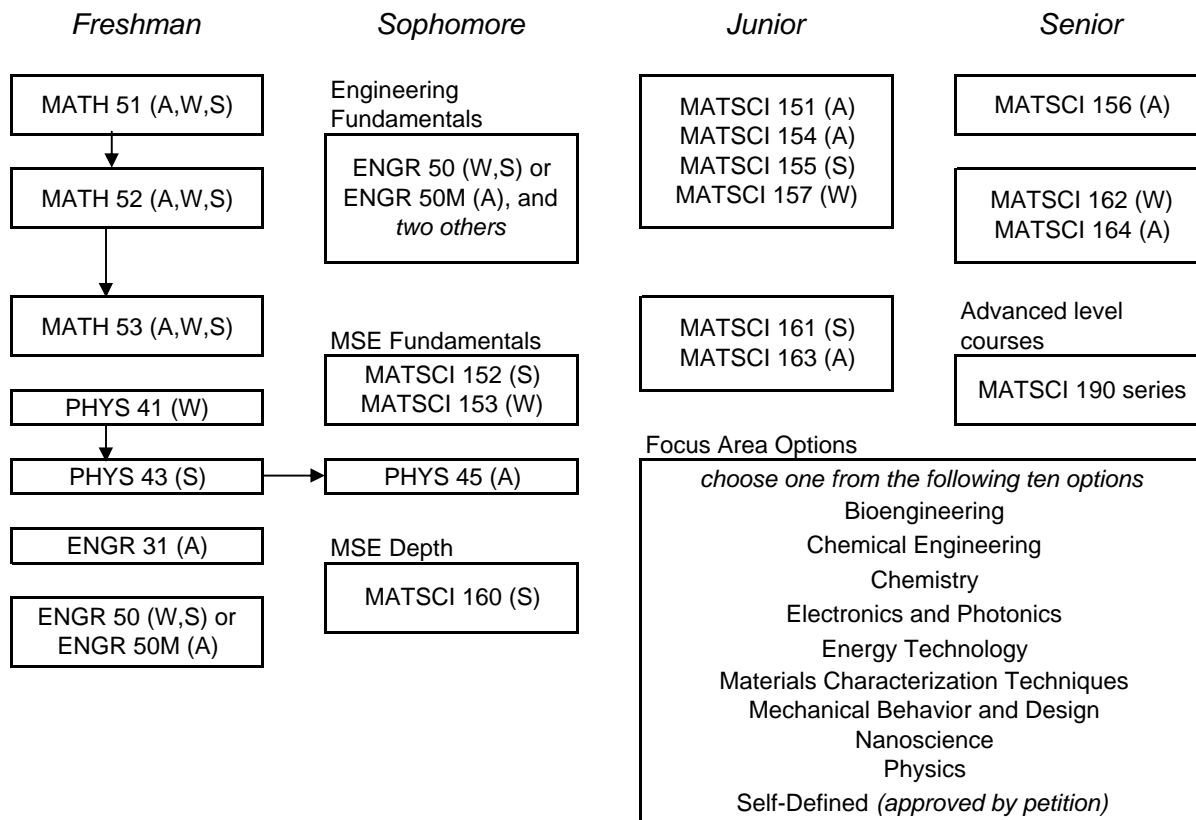 Freshman
MATH 51 (A,W,S)
MATH 52 (A,W,S)
MATH 53 (A,W,S)
PHYS 41 (W)
PHYS 43 (S)
ENGR 31 (A)
ENGR 50 (W,S) or
ENGR 50M (A)
Sophomore
Engineering
Fundamentals
ENGR 50 (W,S) or
ENGR 50M (A), and
two others
MSE Fundamentals
MATSCI 152 (S)
MATSCI 153 (W)
PHYS 45 (A)
MSE Depth
MATSCI 160 (S)
Junior
MATSCI 151 (A)
MATSCI 154 (A)
MATSCI 155 (S)
MATSCI 157 (W)
MATSCI 161 (S)
MATSCI 163 (A)
Senior
MATSCI 156 (A)
MATSCI 162 (W)
MATSCI 164 (A)
Advanced level
courses
MATSCI 190 series
Focus Area Options
choose one from the following ten options
Bioengineering
Chemical Engineering
Chemistry
Electronics and Photonics
Energy Technology
Materials Characterization Techniques
Mechanical Behavior and Design
Nanoscience
Physics
Self-Defined (approved by petition)